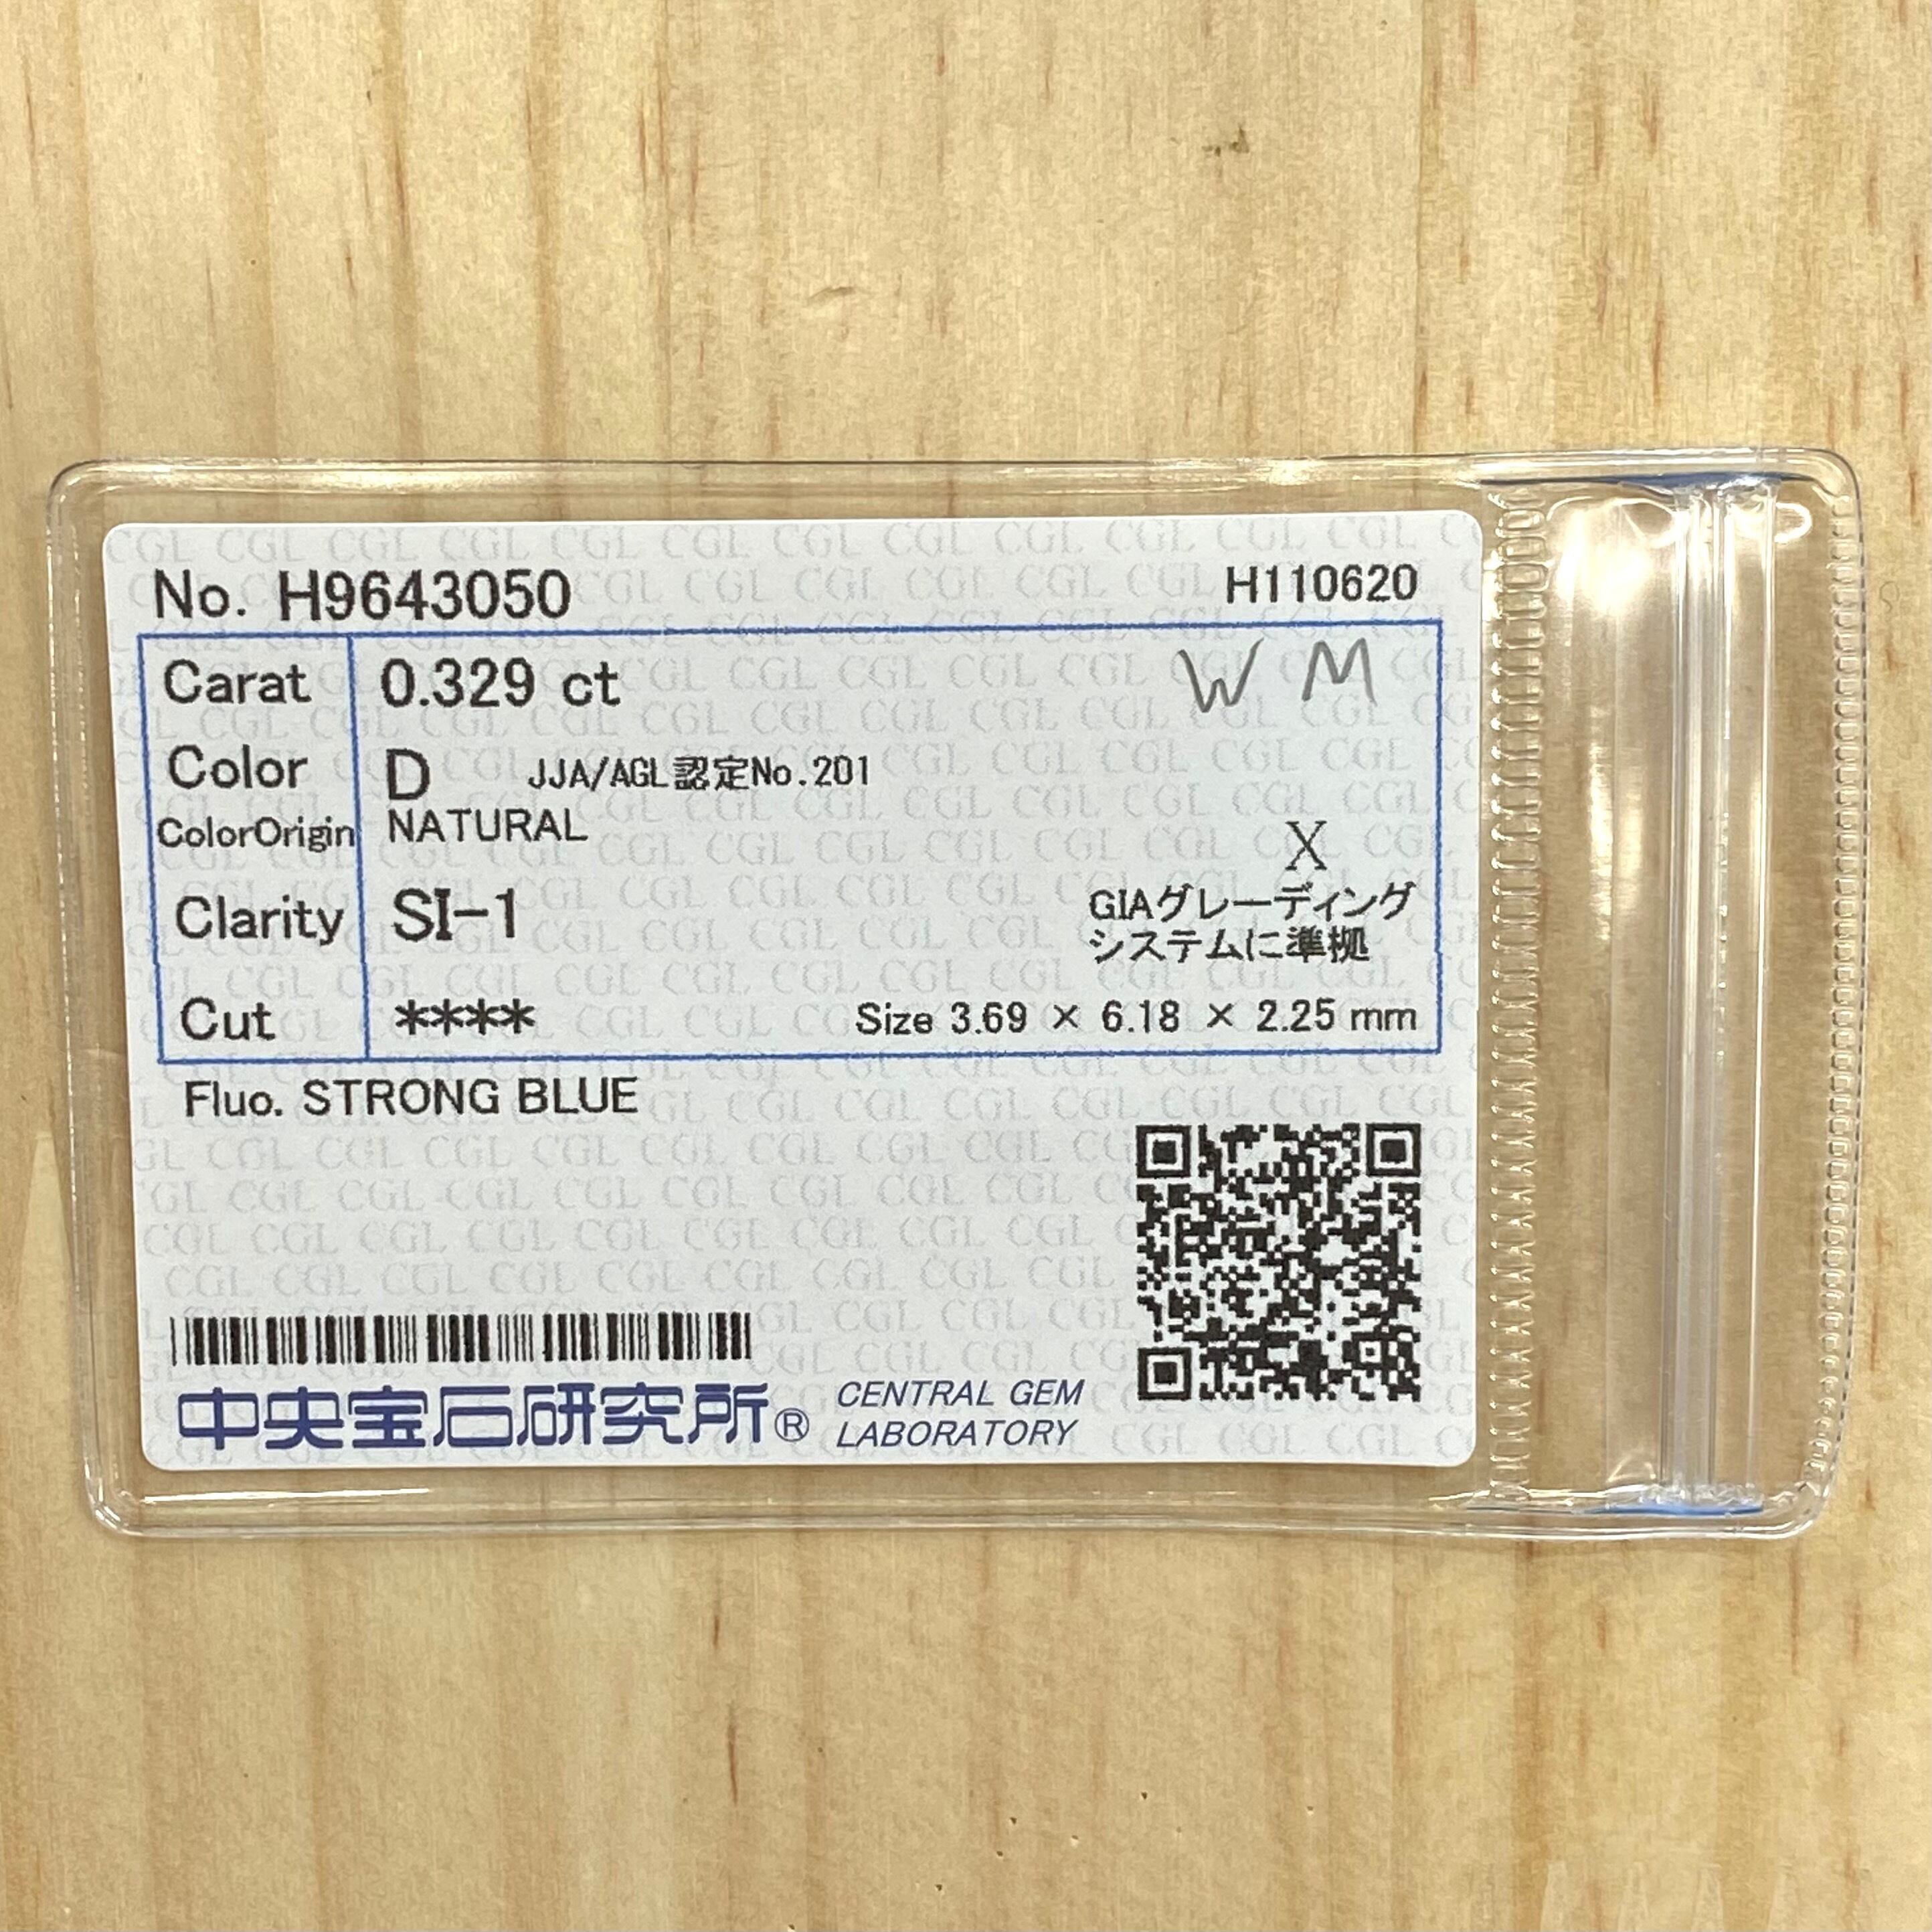 No. H9643050 H110620
Carat 0.329 ct W M
Color D JJA/AGL認定No.201
ColorOrigin NATURAL
X
Clarity SI-1 GIAグレーディング
システムに準拠
Cut **** Size 3.69 × 6.18 × 2.25 mm
Fluo. STRONG BLUE
中央宝石研究所® CENTRAL GEM
LABORATORY